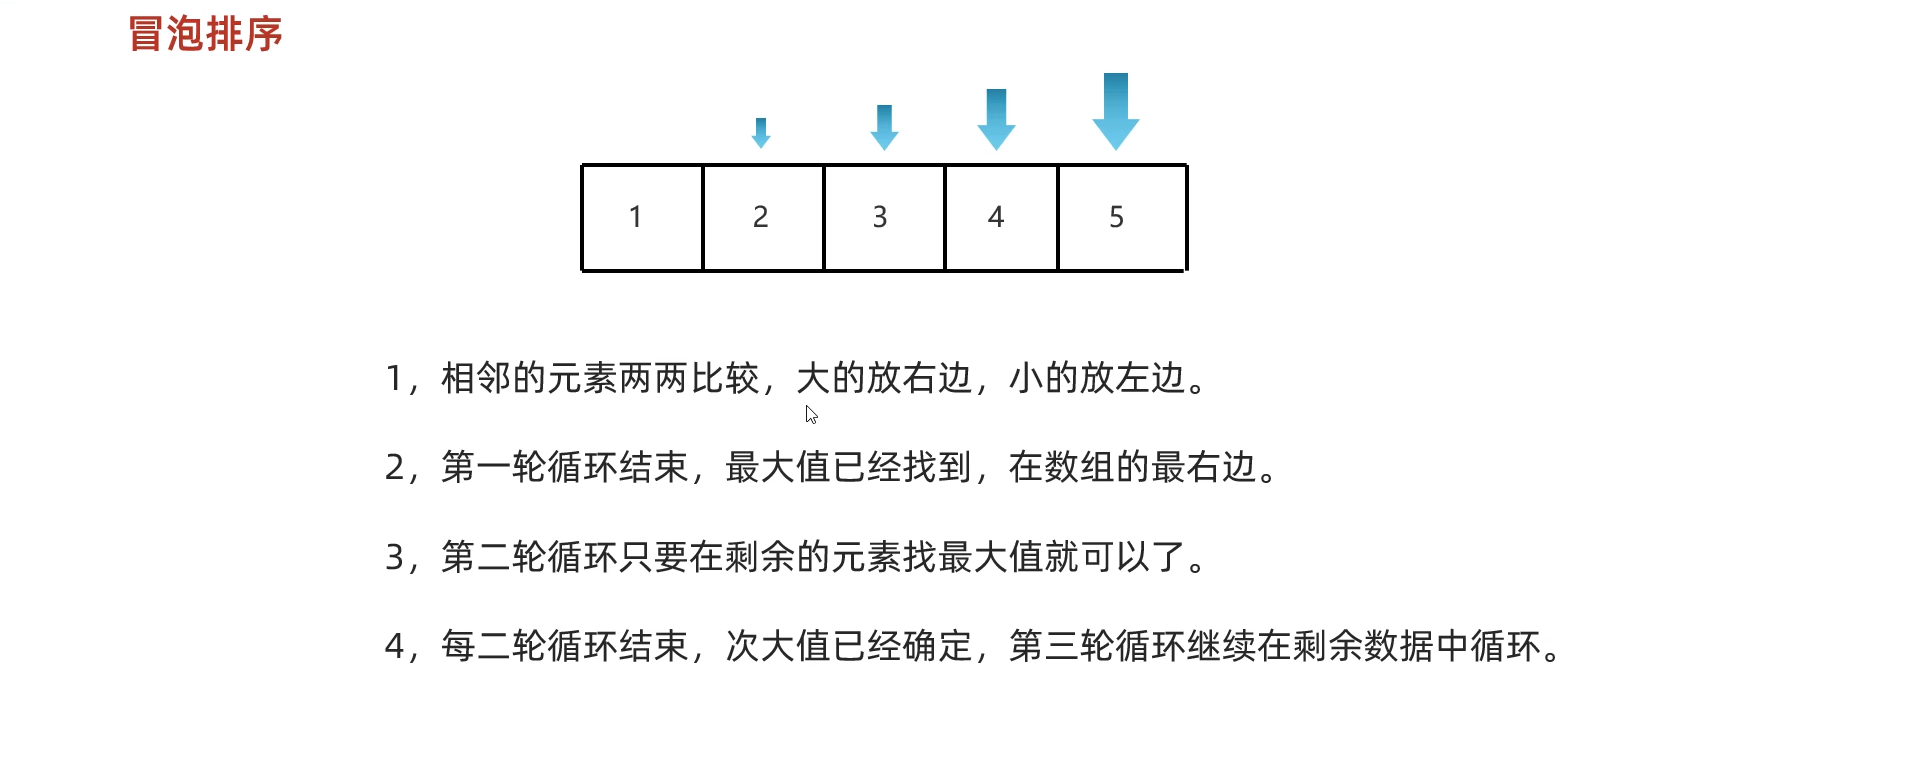 冒泡排序
1 2 3 4 5
1，相邻的元素两两比较，大的放右边，小的放左边。
2，第一轮循环结束，最大值已经找到，在数组的最右边。
3，第二轮循环只要在剩余的元素找最大值就可以了。
4，每二轮循环结束，次大值已经确定，第三轮循环继续在剩余数据中循环。